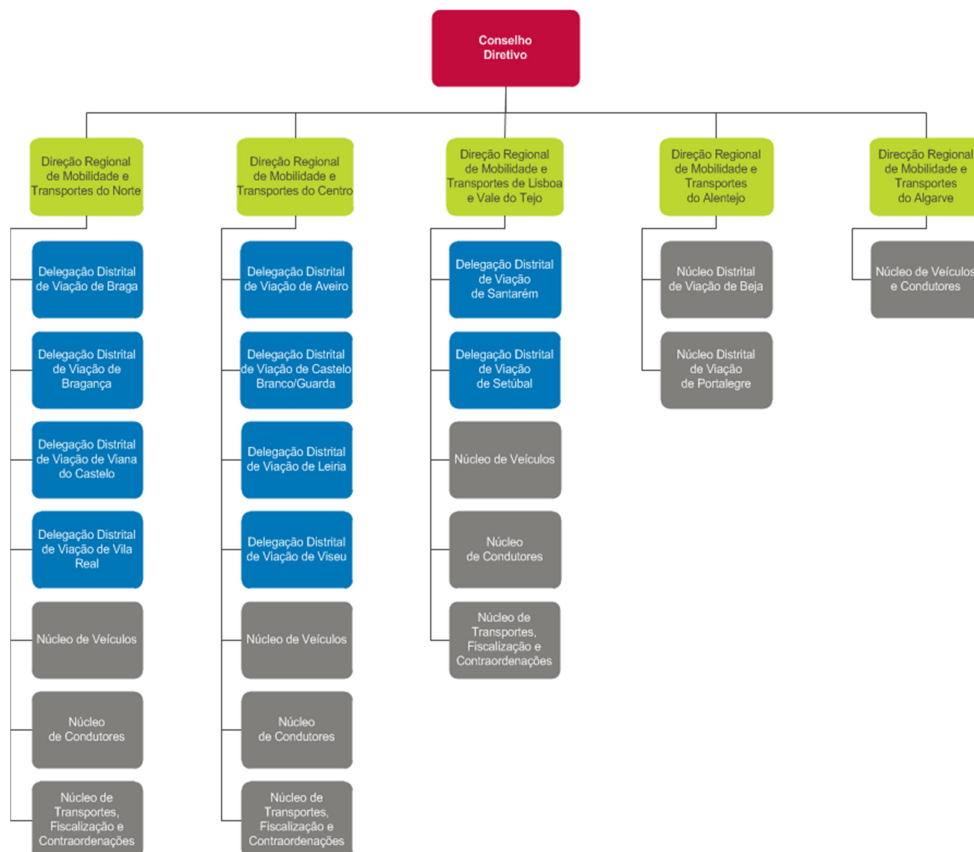 Conselho
Diretivo
Direção Regional
de Mobilidade e
Transportes do Norte
Direção Regional
de Mobilidade e
Transportes do Centro
Direção Regional
de Mobilidade e
Transportes de Lisboa
e Vale do Tejo
Direção Regional
de Mobilidade e
Transportes
do Alentejo
Direcção Regional
de Mobilidade e
Transportes
do Algarve
Delegação Distrital
de Viação de Braga
Delegação Distrital
de Viação de
Bragança
Delegação Distrital
de Viação de Viana
do Castelo
Delegação Distrital
de Viação de Vila
Real
Núcleo de Veículos
Núcleo
de Condutores
Núcleo de
Transportes,
Fiscalização e
Contraordenações
Delegação Distrital
de Viação de Aveiro
Delegação Distrital
de Viação de Castelo
Branco/Guarda
Delegação Distrital
de Viação de Leiria
Delegação Distrital
de Viação de Viseu
Núcleo de Veículos
Núcleo
de Condutores
Núcleo de
Transportes,
Fiscalização e
Contraordenações
Delegação Distrital
de Viação
de Santarém
Delegação Distrital
de Viação
de Setúbal
Núcleo de Veículos
Núcleo
de Condutores
Núcleo de
Transportes,
Fiscalização e
Contraordenações
Núcleo Distrital
de Viação de Beja
Núcleo Distrital
de Viação
de Portalegre
Núcleo de Veículos
e Condutores